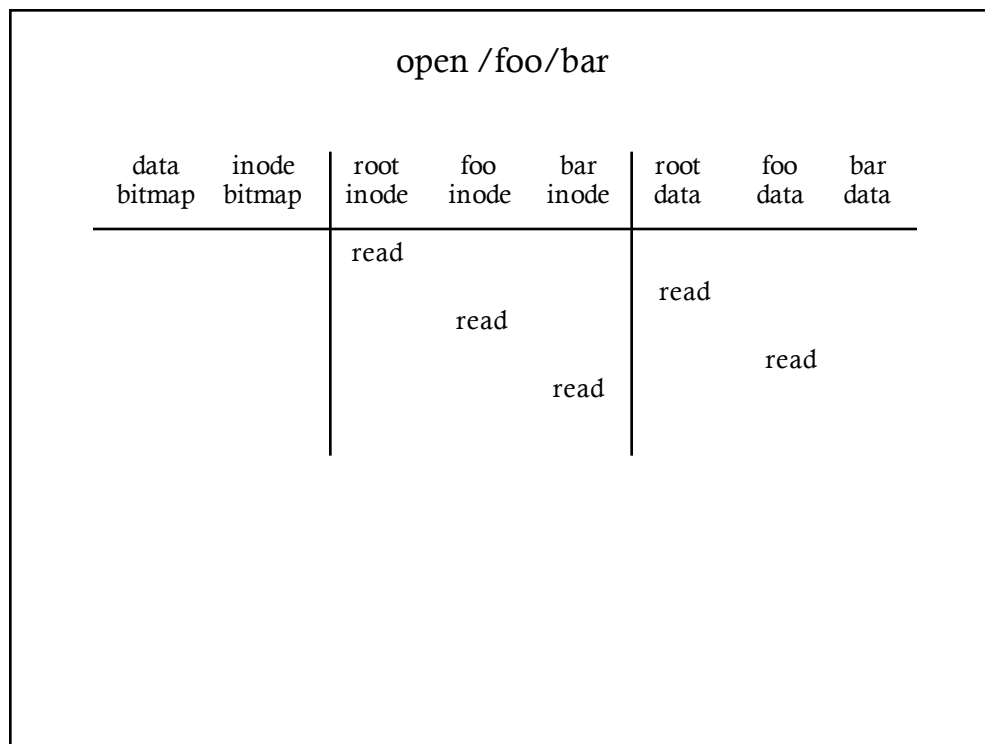 open /foo/bar
data inode root foo bar root foo bar
bitmap bitmap inode inode inode data data data
read
read
read
read
read